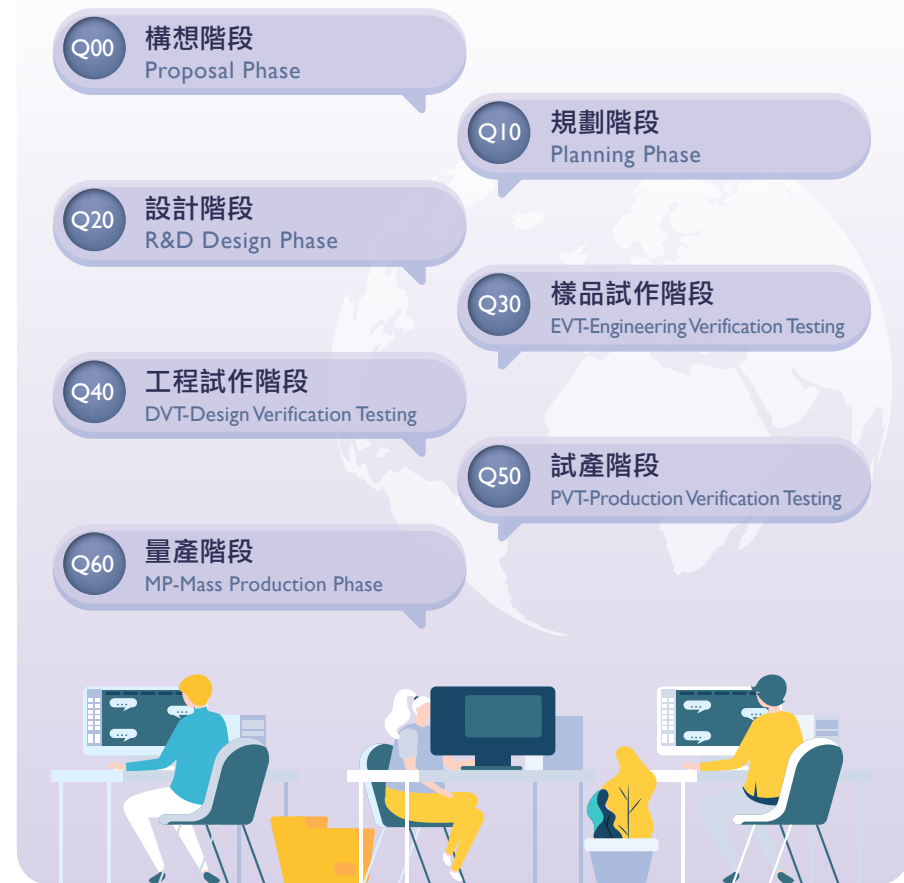 Q00
構想階段
Proposal Phase
Q10
規劃階段
Planning Phase
Q20
設計階段
R&D Design Phase
Q30
樣品試作階段
EVT-Engineering Verification Testing
Q40
工程試作階段
DVT-Design Verification Testing
Q50
試產階段
PVT-Production Verification Testing
Q60
量產階段
MP-Mass Production Phase